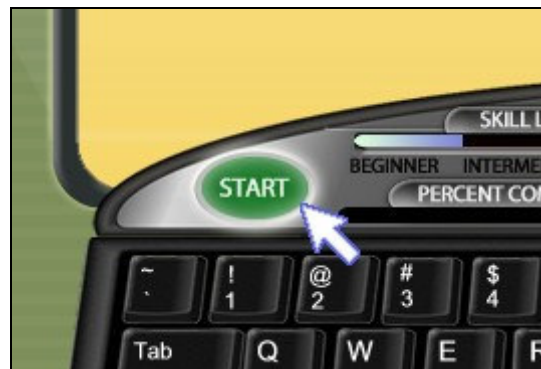 SKILL L
BEGINNER INTERME
START
PERCENT CO
~ ! @ # $
` 1 2 3 4
Tab Q W E